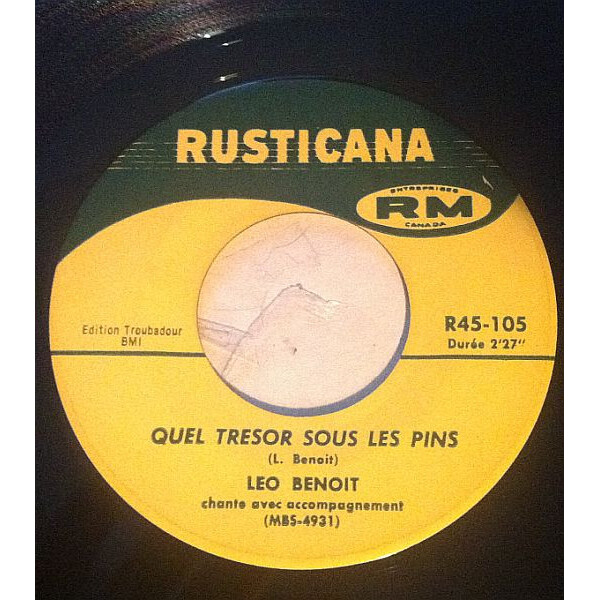 RUSTICANA
ENTREPRISES
RM
CANADA
Edition Troubadour
BMI
R45-105
Durée 2'27"
QUEL TRESOR SOUS LES PINS
(L. Benoit)
LEO BENOIT
chante avec accompagnement
(MBS-4931)